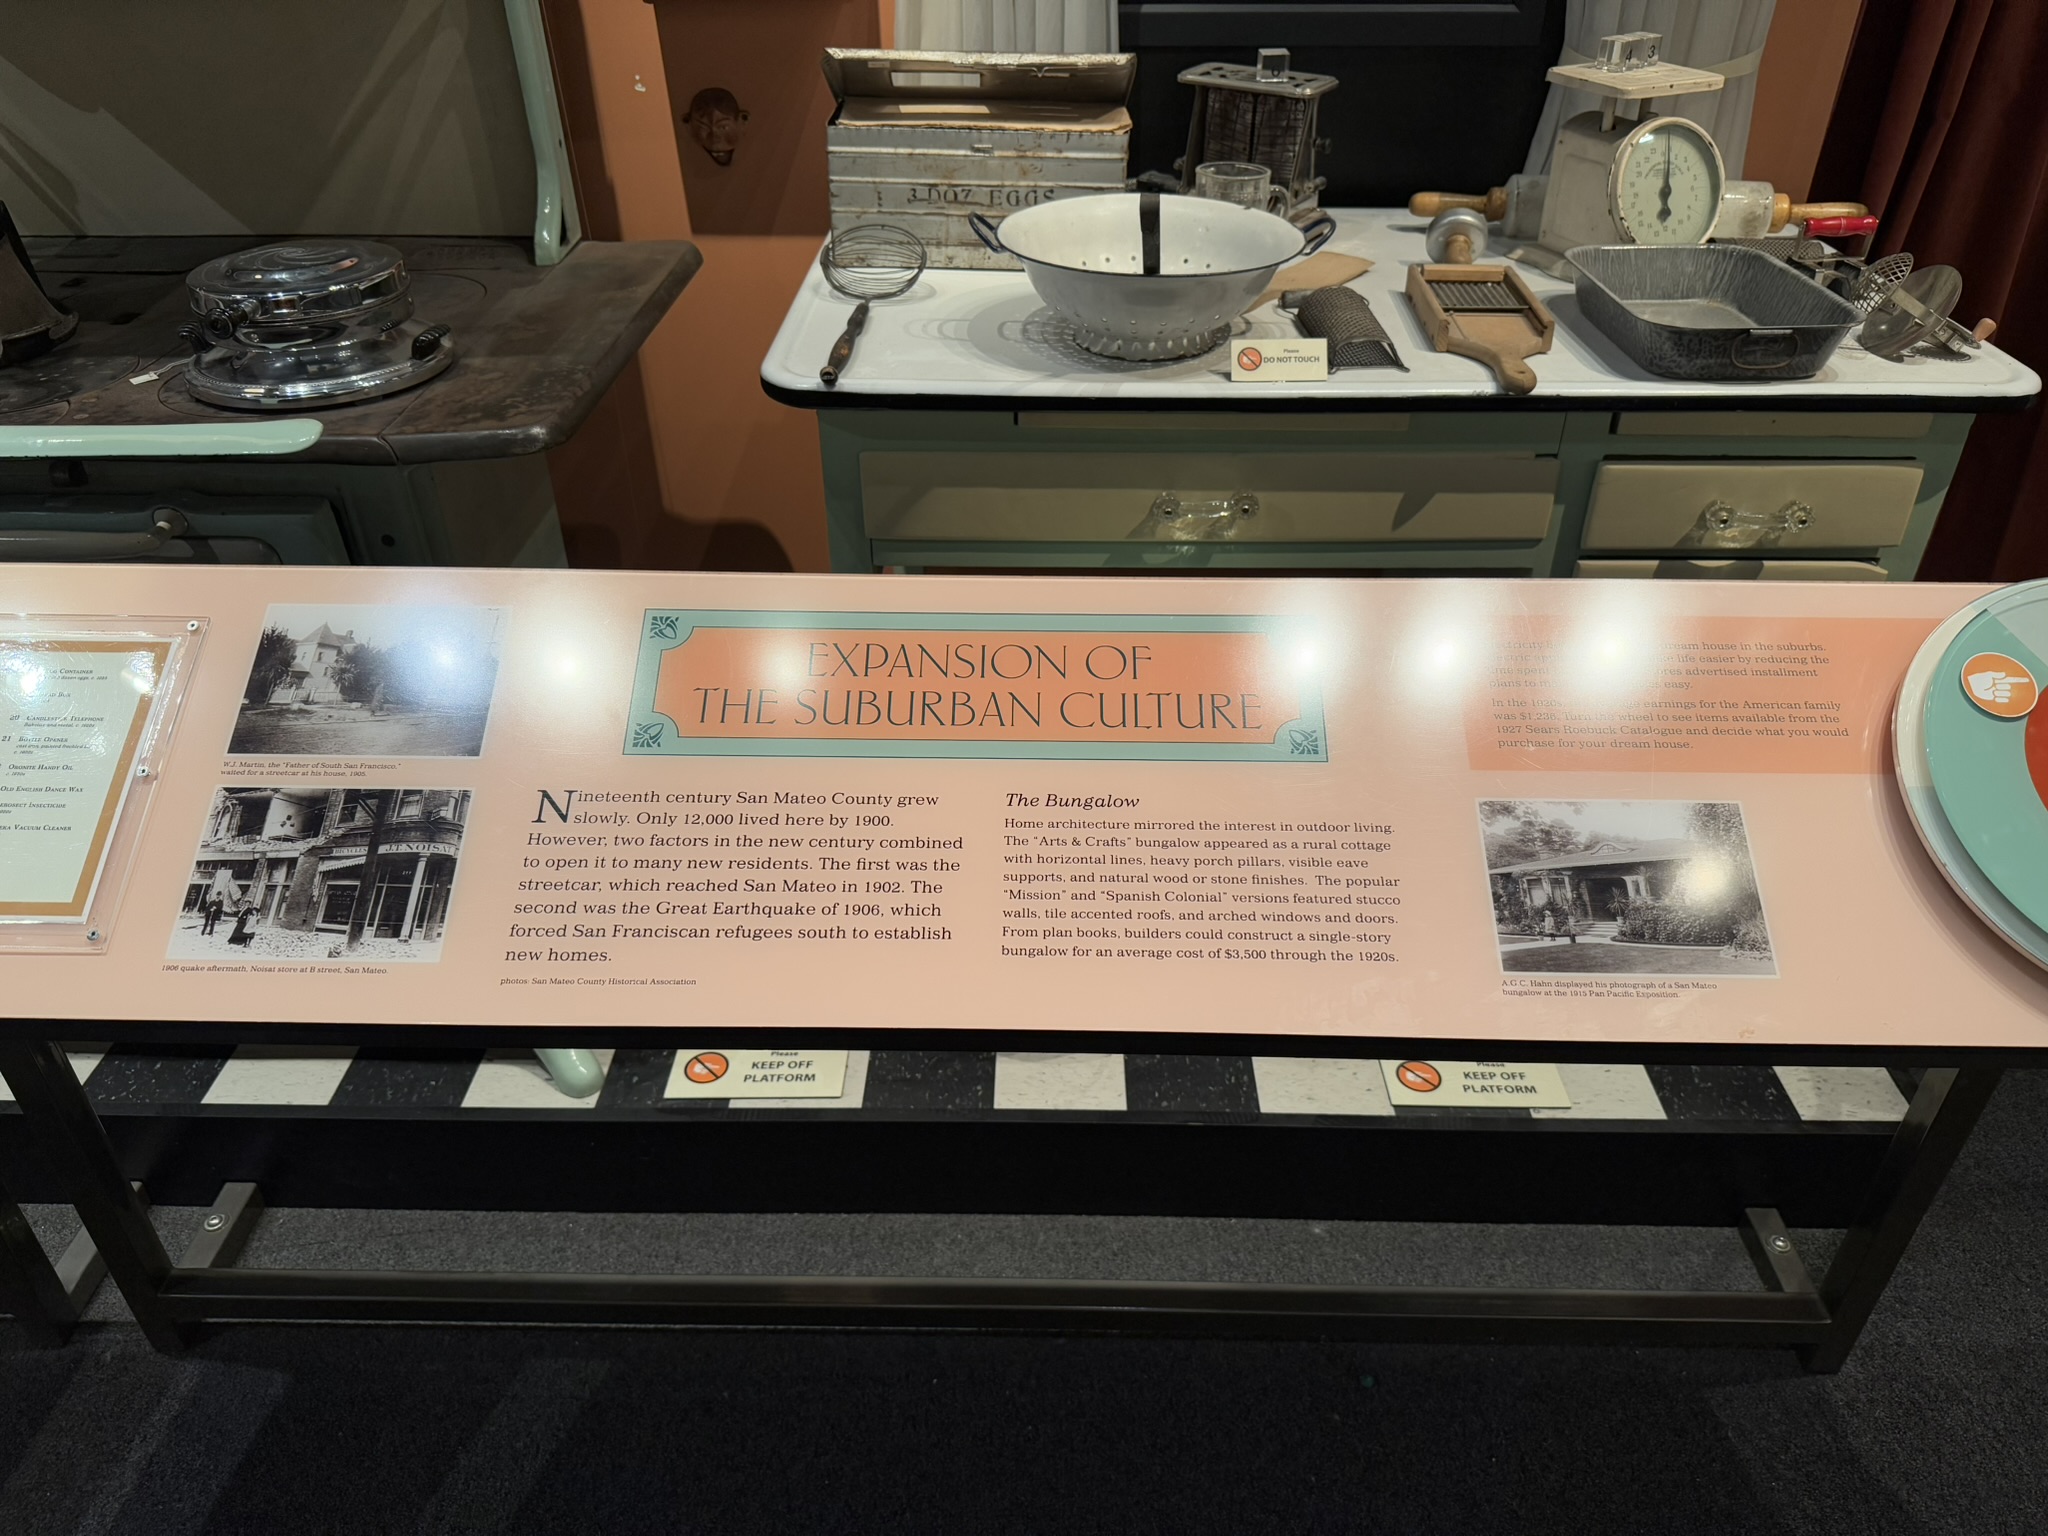 3 DOZ EGGS
4 3
Please
DO NOT TOUCH
CONTAINER
20 CANDLESTICK TELEPHONE
21 BOTTLE OPENER
ORONITE HANDY OIL
OLD ENGLISH DANCE WAX
INSECTICIDE
VACUUM CLEANER
W.J. Martin, the "Father of South San Francisco,"
waited for a streetcar at his house, 1905.
BICYCLES
J.T. NOISAT
1906 quake aftermath, Noisat store at B street, San Mateo.
EXPANSION OF
THE SUBURBAN CULTURE
Nineteenth century San Mateo County grew
slowly. Only 12,000 lived here by 1900.
However, two factors in the new century combined
to open it to many new residents. The first was the
streetcar, which reached San Mateo in 1902. The
second was the Great Earthquake of 1906, which
forced San Franciscan refugees south to establish
new homes.
photos: San Mateo County Historical Association
The Bungalow
Home architecture mirrored the interest in outdoor living.
The "Arts & Crafts" bungalow appeared as a rural cottage
with horizontal lines, heavy porch pillars, visible eave
supports, and natural wood or stone finishes. The popular
"Mission" and "Spanish Colonial" versions featured stucco
walls, tile accented roofs, and arched windows and doors.
From plan books, builders could construct a single-story
bungalow for an average cost of $3,500 through the 1920s.
dream house in the suburbs.
life easier by reducing the
advertised installment
plans to easy.
In the 1920s, earnings for the American family
was $1,236. Turn the wheel to see items available from the
1927 Sears Roebuck Catalogue and decide what you would
purchase for your dream house.
A.G.C. Hahn displayed his photograph of a San Mateo
bungalow at the 1915 Pan Pacific Exposition.
Please
KEEP OFF
PLATFORM
Please
KEEP OFF
PLATFORM